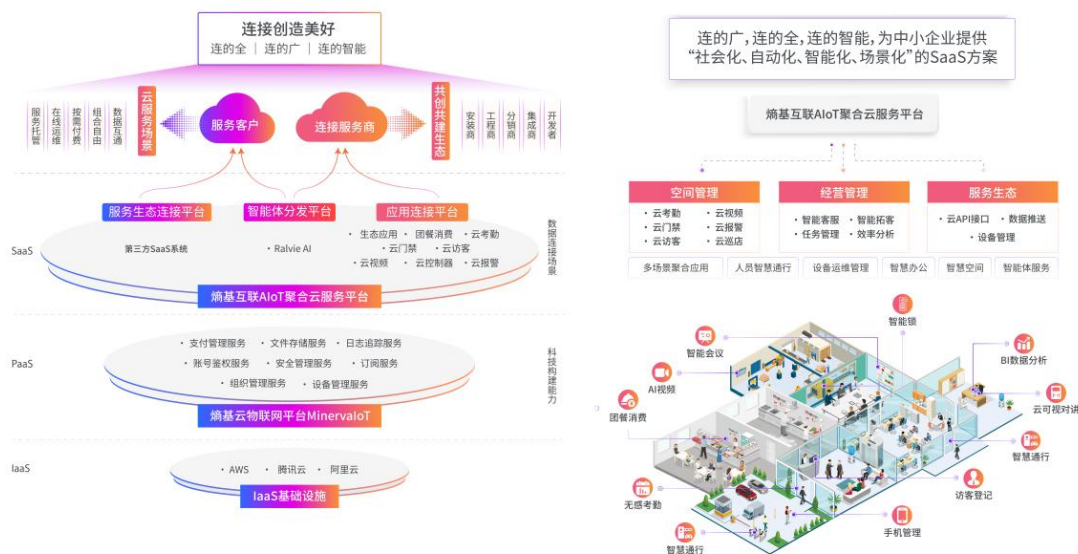 连接创造美好
连的全 | 连的广 | 连的智能
服务托管
在线运维
按需付费
组合自由
数据互通
云服务场景
服务客户
连接服务商
共创共建生态
安装商
工程商
分销商
集成商
开发者
服务生态连接平台
智能体分发平台
应用连接平台
SaaS
第三方SaaS系统
• Ralvie AI
• 生态应用 • 团餐消费 • 云考勤
• 云门禁 • 云访客
• 云视频 • 云控制器 • 云报警
数据连接场景
熵基互联AIoT聚合云服务平台
PaaS
• 支付管理服务 • 文件存储服务 • 日志追踪服务
• 账号鉴权服务 • 安全管理服务 • 订阅服务
• 组织管理服务 • 设备管理服务
科技构建能力
熵基云物联网平台MinervaIoT
IaaS
• AWS • 腾讯云 • 阿里云
IaaS基础设施
连的广,连的全,连的智能,为中小企业提供
“社会化、自动化、智能化、场景化”的SaaS方案
熵基互联AIoT聚合云服务平台
空间管理
• 云考勤 • 云视频
• 云门禁 • 云报警
• 云访客 • 云巡店
经营管理
• 智能客服 • 智能拓客
• 任务管理 • 效率分析
服务生态
• 云API接口 • 数据推送
• 设备管理
多场景聚合应用
人员智慧通行
设备运维管理
智慧办公
智慧空间
智能体服务
智能锁
智能会议
BI数据分析
AI视频
云可视对讲
团餐消费
智慧通行
访客登记
无感考勤
手机管理
智慧通行